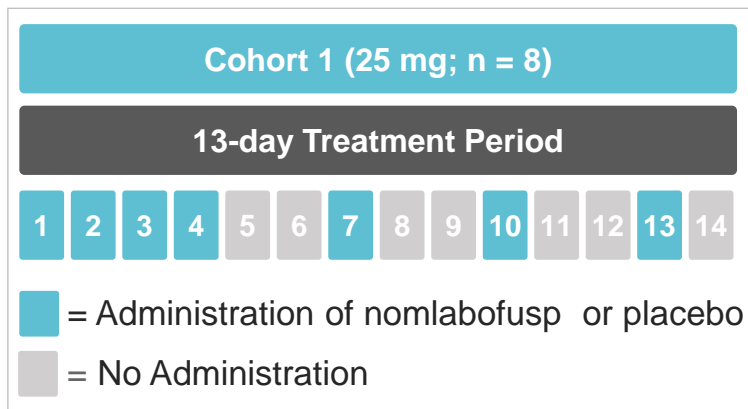 Cohort 1 (25 mg; n = 8)
13-day Treatment Period
1 2 3 4 5 6 7 8 9 10 11 12 13 14
= Administration of nomlabofusp or placebo
= No Administration